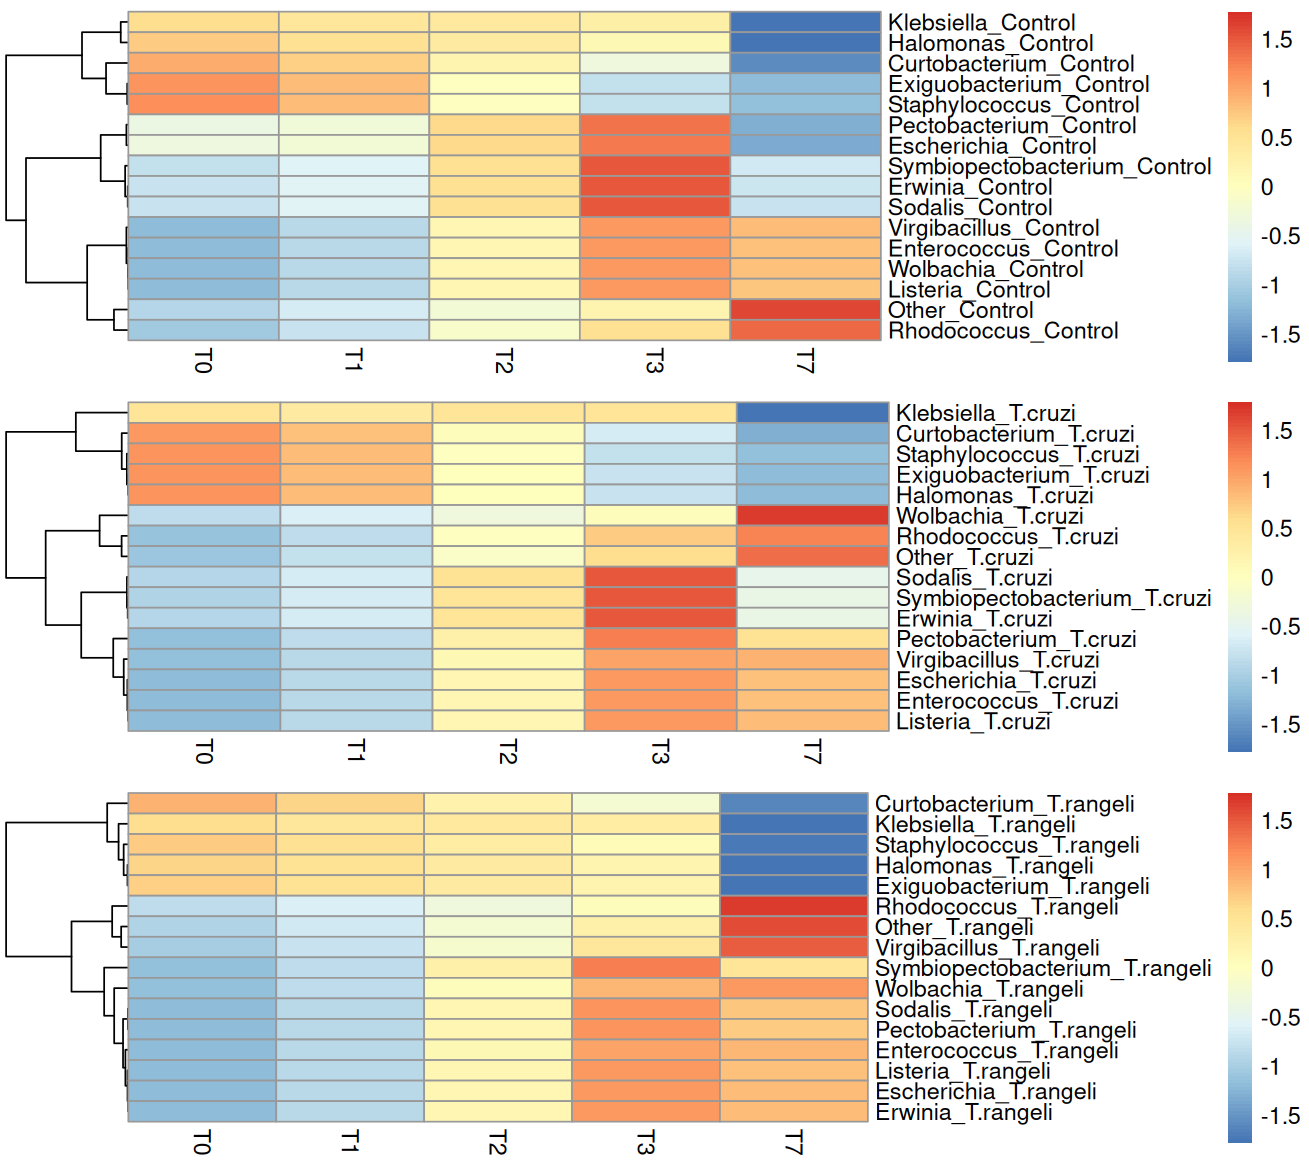 Klebsiella_Control
Halomonas_Control
Curtobacterium_Control
Exiguobacterium_Control
Staphylococcus_Control
Pectobacterium_Control
Escherichia_Control
Symbiopectobacterium_Control
Erwinia_Control
Sodalis_Control
Virgibacillus_Control
Enterococcus_Control
Wolbachia_Control
Listeria_Control
Other_Control
Rhodococcus_Control
T0 T1 T2 T3 T7
1.5
1
0.5
0
-0.5
-1
-1.5
Klebsiella_T.cruzi
Curtobacterium_T.cruzi
Staphylococcus_T.cruzi
Exiguobacterium_T.cruzi
Halomonas_T.cruzi
Wolbachia_T.cruzi
Rhodococcus_T.cruzi
Other_T.cruzi
Sodalis_T.cruzi
Symbiopectobacterium_T.cruzi
Erwinia_T.cruzi
Pectobacterium_T.cruzi
Virgibacillus_T.cruzi
Escherichia_T.cruzi
Enterococcus_T.cruzi
Listeria_T.cruzi
T0 T1 T2 T3 T7
1.5
1
0.5
0
-0.5
-1
-1.5
Curtobacterium_T.rangeli
Klebsiella_T.rangeli
Staphylococcus_T.rangeli
Halomonas_T.rangeli
Exiguobacterium_T.rangeli
Rhodococcus_T.rangeli
Other_T.rangeli
Virgibacillus_T.rangeli
Symbiopectobacterium_T.rangeli
Wolbachia_T.rangeli
Sodalis_T.rangeli
Pectobacterium_T.rangeli
Enterococcus_T.rangeli
Listeria_T.rangeli
Escherichia_T.rangeli
Erwinia_T.rangeli
T0 T1 T2 T3 T7
1.5
1
0.5
0
-0.5
-1
-1.5